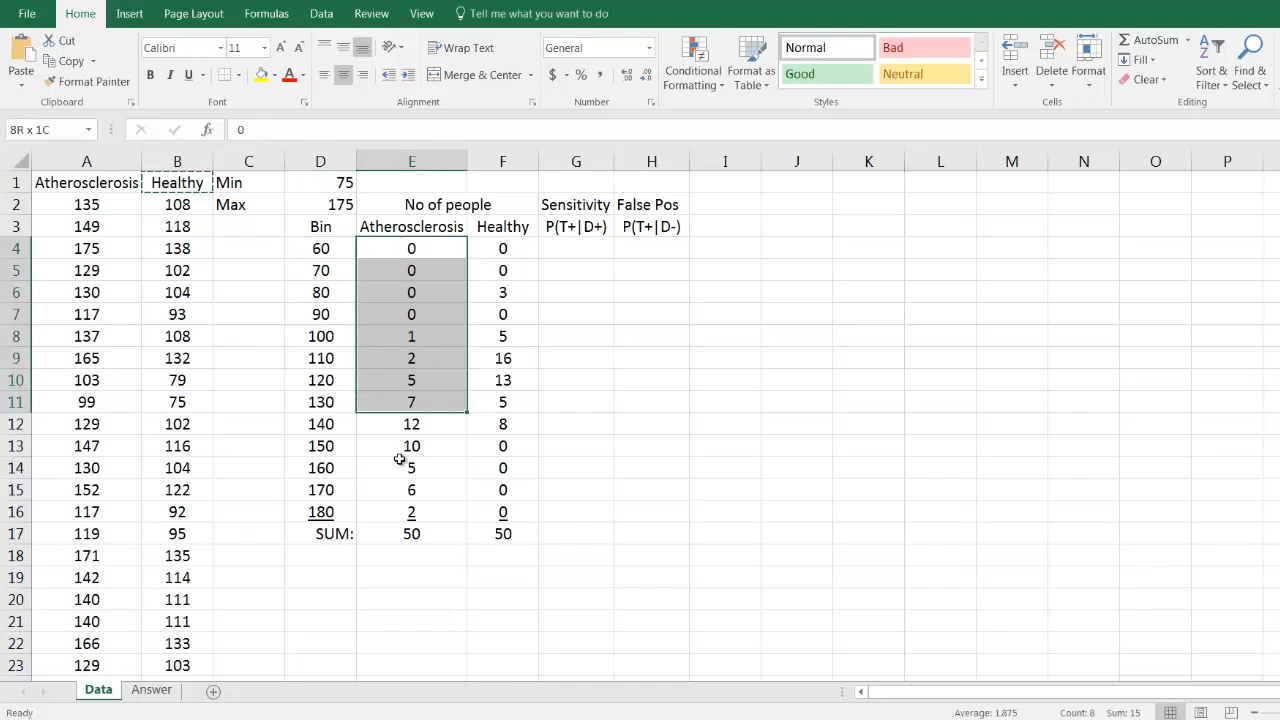 File Home Insert Page Layout Formulas Data Review View Tell me what you want to do
Paste Cut Copy Format Painter Clipboard
Calibri 11 A A B I U A Font
Wrap Text Merge & Center Alignment
General $ % , Number
Conditional Formatting Format as Table Normal Bad Good Neutral Styles
Insert Delete Format Cells
AutoSum Fill Clear Sort & Filter Find & Select Editing
8R x 1C fx 0
A B C D E F G H I J K L M N O P
1 Atherosclerosis Healthy Min 75
2 135 108 Max 175 No of people Sensitivity False Pos
3 149 118 Bin Atherosclerosis Healthy P(T+|D+) P(T+|D-)
4 175 138 60 0 0
5 129 102 70 0 0
6 130 104 80 0 3
7 117 93 90 0 0
8 137 108 100 1 5
9 165 132 110 2 16
10 103 79 120 5 13
11 99 75 130 7 5
12 129 102 140 12 8
13 147 116 150 10 0
14 130 104 160 5 0
15 152 122 170 6 0
16 117 92 180 2 0
17 119 95 SUM: 50 50
18 171 135
19 142 114
20 140 111
21 140 111
22 166 133
23 129 103
Data Answer
Ready Average: 1.875 Count: 8 Sum: 15